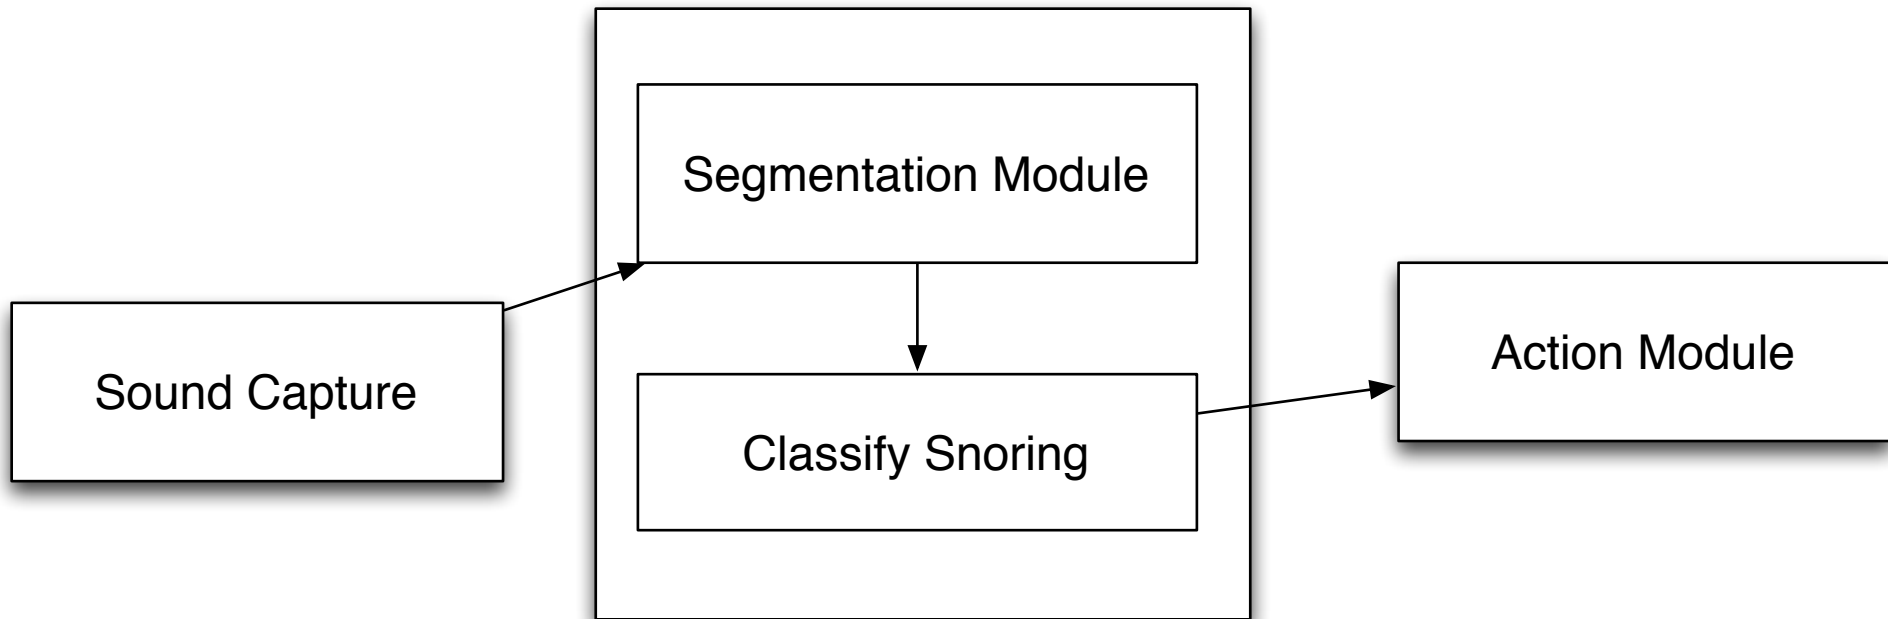 Segmentation Module
Sound Capture
Classify Snoring
Action Module